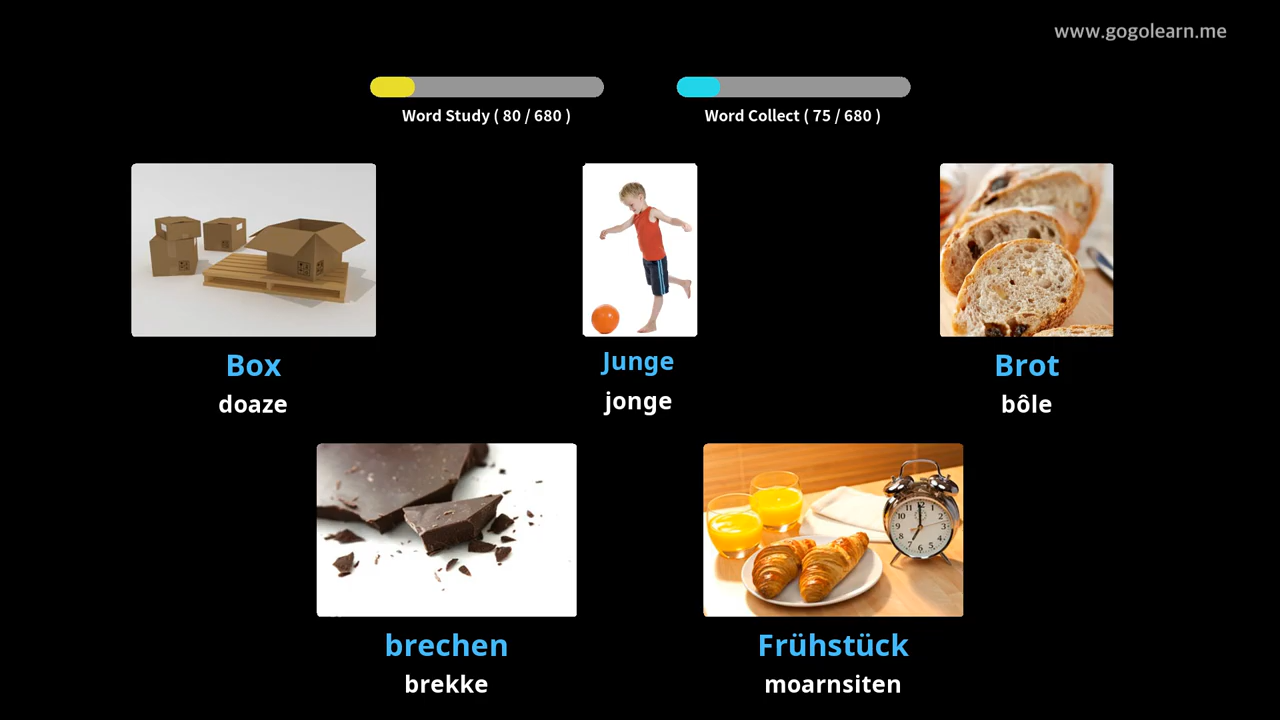 www.gogolearn.me
Word Study ( 80 / 680 )
Word Collect ( 75 / 680 )
Box
doaze
Junge
jonge
Brot
bôle
brechen
brekke
Frühstück
moarnsiten